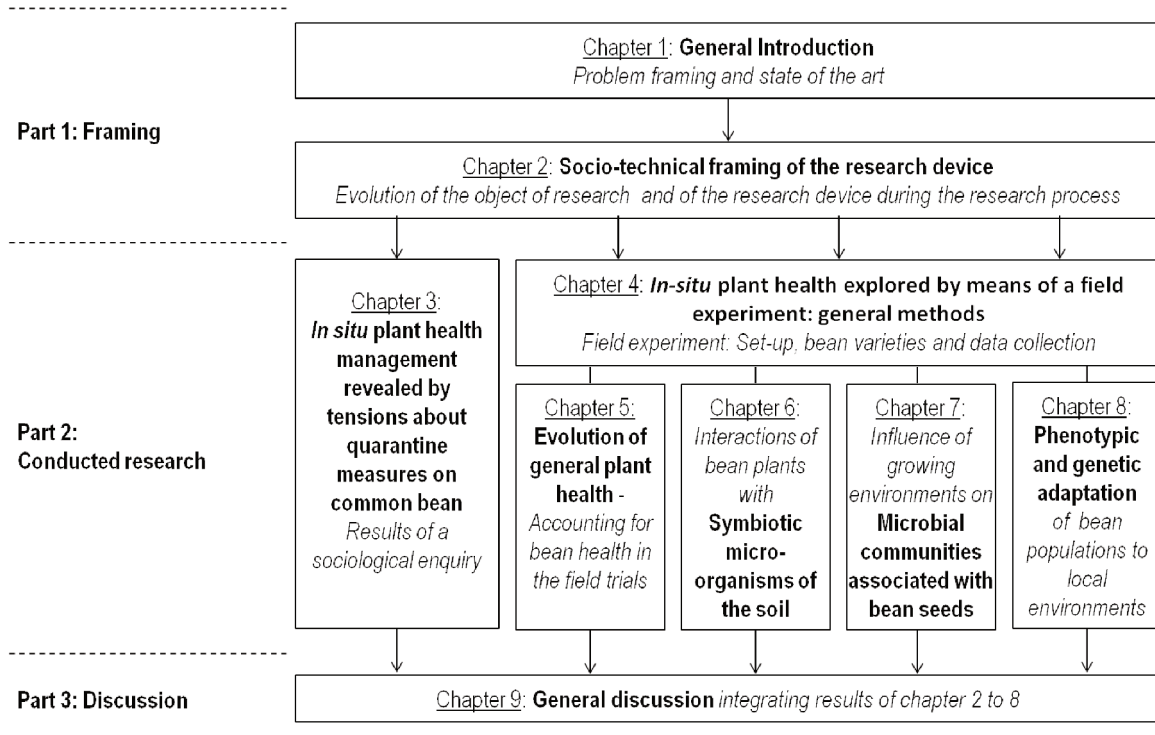 Chapter 1: General Introduction
Problem framing and state of the art
Part 1: Framing
Chapter 2: Socio-technical framing of the research device
Evolution of the object of research and of the research device during the research process
Part 2:
Conducted research
Chapter 3:
In situ plant health
management
revealed by
tensions about
quarantine
measures on
common bean
Results of a
sociological enquiry
Chapter 4: In-situ plant health explored by means of a field
experiment: general methods
Field experiment: Set-up, bean varieties and data collection
Chapter 5:
Evolution of
general plant
health -
Accounting for
bean health in
the field trials
Chapter 6:
Interactions of
bean plants
with
Symbiotic
micro-
organisms of
the soil
Chapter 7:
Influence of
growing
environments on
Microbial
communities
associated with
bean seeds
Chapter 8:
Phenotypic
and genetic
adaptation
of bean
populations to
local
environments
Part 3: Discussion
Chapter 9: General discussion integrating results of chapter 2 to 8